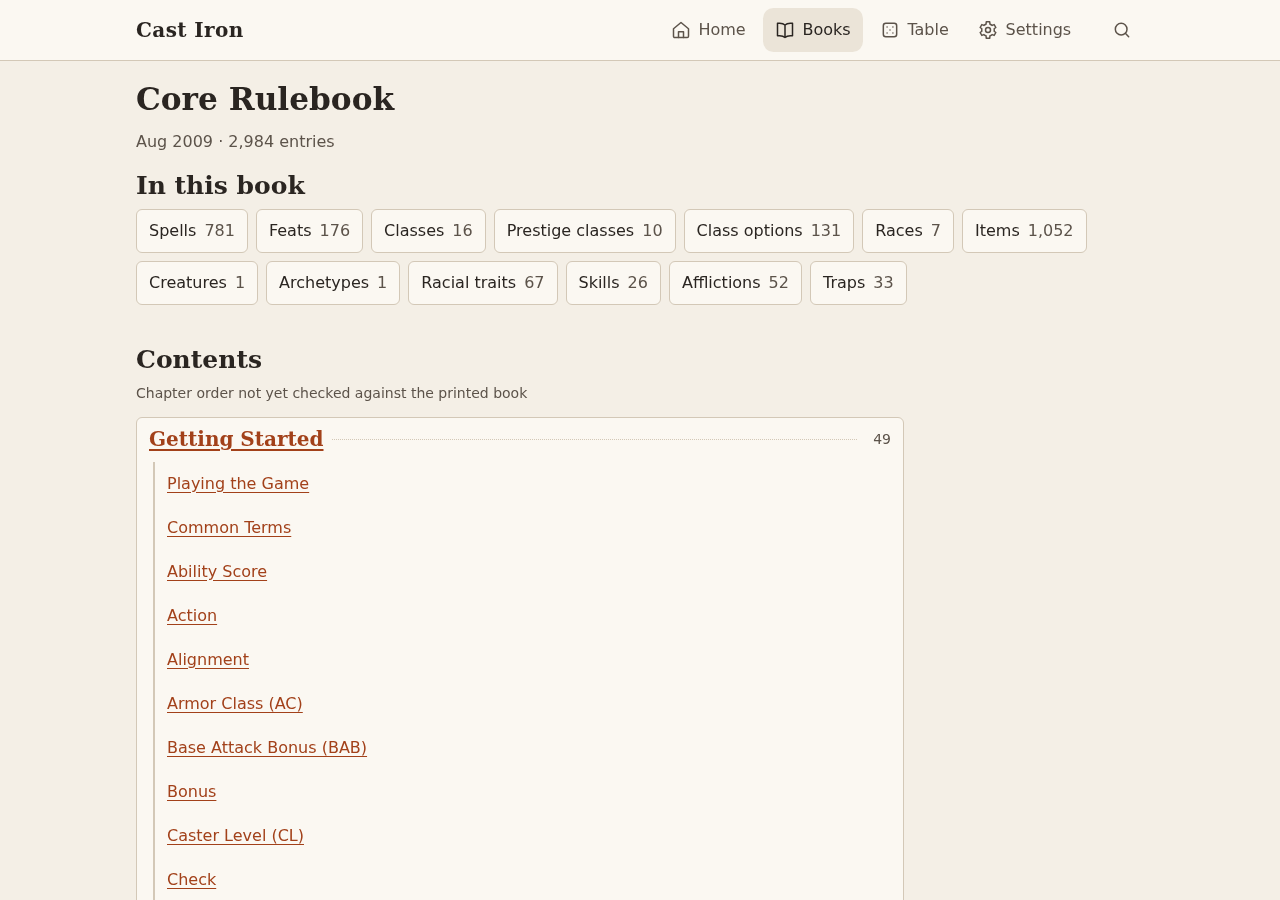 Cast Iron Home Books Table Settings
Core Rulebook
Aug 2009 · 2,984 entries
In this book
Spells 781 Feats 176 Classes 16 Prestige classes 10 Class options 131 Races 7 Items 1,052
Creatures 1 Archetypes 1 Racial traits 67 Skills 26 Afflictions 52 Traps 33
Contents
Chapter order not yet checked against the printed book
Getting Started 49
Playing the Game
Common Terms
Ability Score
Action
Alignment
Armor Class (AC)
Base Attack Bonus (BAB)
Bonus
Caster Level (CL)
Check